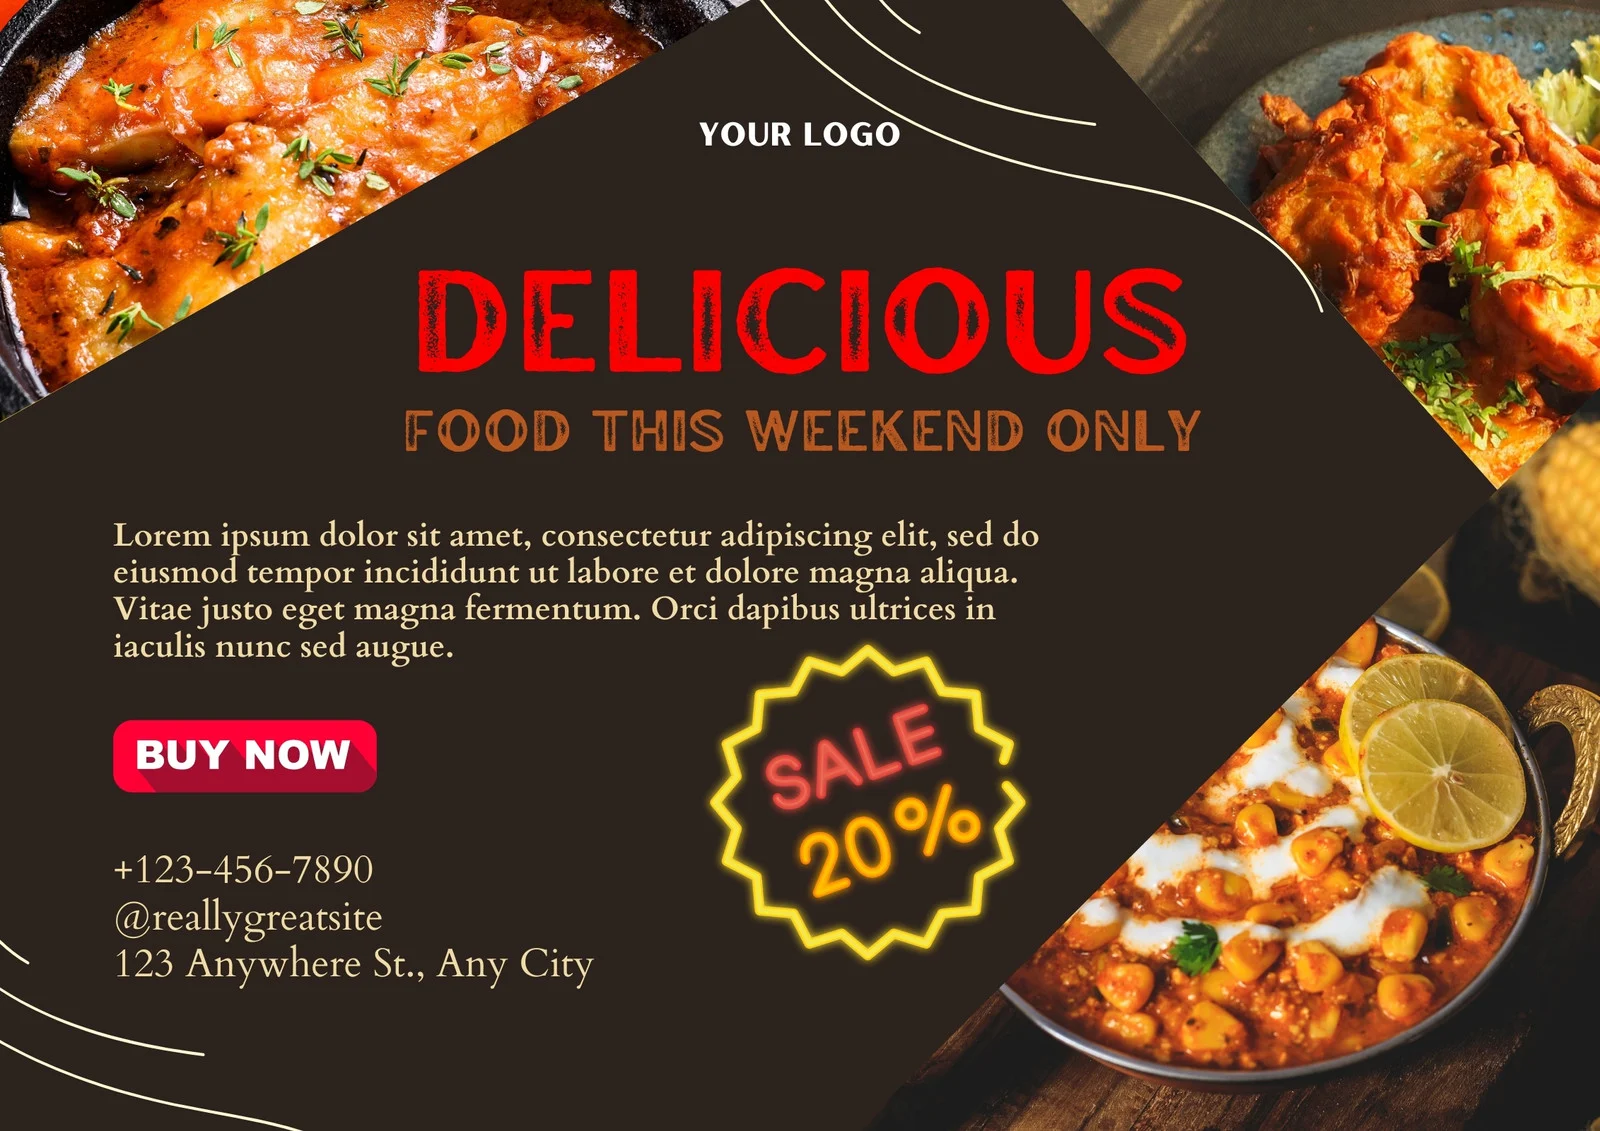 YOUR LOGO
DELICIOUS
FOOD THIS WEEKEND ONLY
Lorem ipsum dolor sit amet, consectetur adipiscing elit, sed do
eiusmod tempor incididunt ut labore et dolore magna aliqua.
Vitae justo eget magna fermentum. Orci dapibus ultrices in
iaculis nunc sed augue.
BUY NOW
SALE
20%
+123-456-7890
@reallygreatsite
123 Anywhere St., Any City